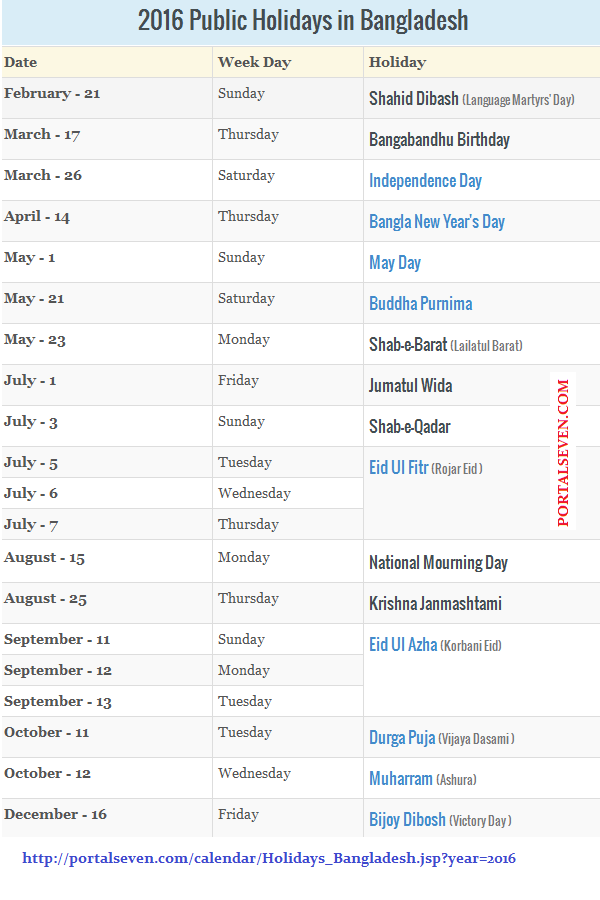 2016 Public Holidays in Bangladesh
Date Week Day Holiday
February - 21 Sunday Shahid Dibash (Language Martyrs' Day)
March - 17 Thursday Bangabandhu Birthday
March - 26 Saturday Independence Day
April - 14 Thursday Bangla New Year's Day
May - 1 Sunday May Day
May - 21 Saturday Buddha Purnima
May - 23 Monday Shab-e-Barat (Lailatul Barat)
July - 1 Friday Jumatul Wida
July - 3 Sunday Shab-e-Qadar
July - 5 Tuesday Eid Ul Fitr (Rojar Eid )
July - 6 Wednesday
July - 7 Thursday
August - 15 Monday National Mourning Day
August - 25 Thursday Krishna Janmashtami
September - 11 Sunday Eid Ul Azha (Korbani Eid)
September - 12 Monday
September - 13 Tuesday
October - 11 Tuesday Durga Puja (Vijaya Dasami )
October - 12 Wednesday Muharram (Ashura)
December - 16 Friday Bijoy Dibosh (Victory Day )
PORTALSEVEN.COM
http://portalseven.com/calendar/Holidays_Bangladesh.jsp?year=2016